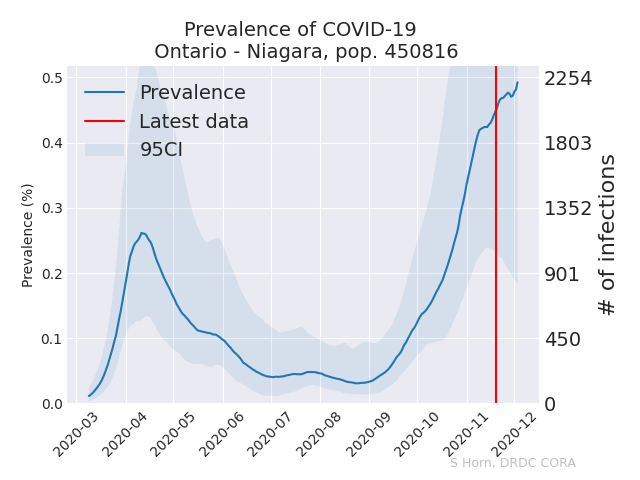 Prevalence of COVID-19
Ontario - Niagara, pop. 450816
Prevalence
Latest data
95CI
Prevalence (%)
0.5
0.4
0.3
0.2
0.1
0.0
2254
1803
1352
901
450
0
# of infections
2020-03
2020-04
2020-05
2020-06
2020-07
2020-08
2020-09
2020-10
2020-11
2020-12
S Horn, DRDC CORA